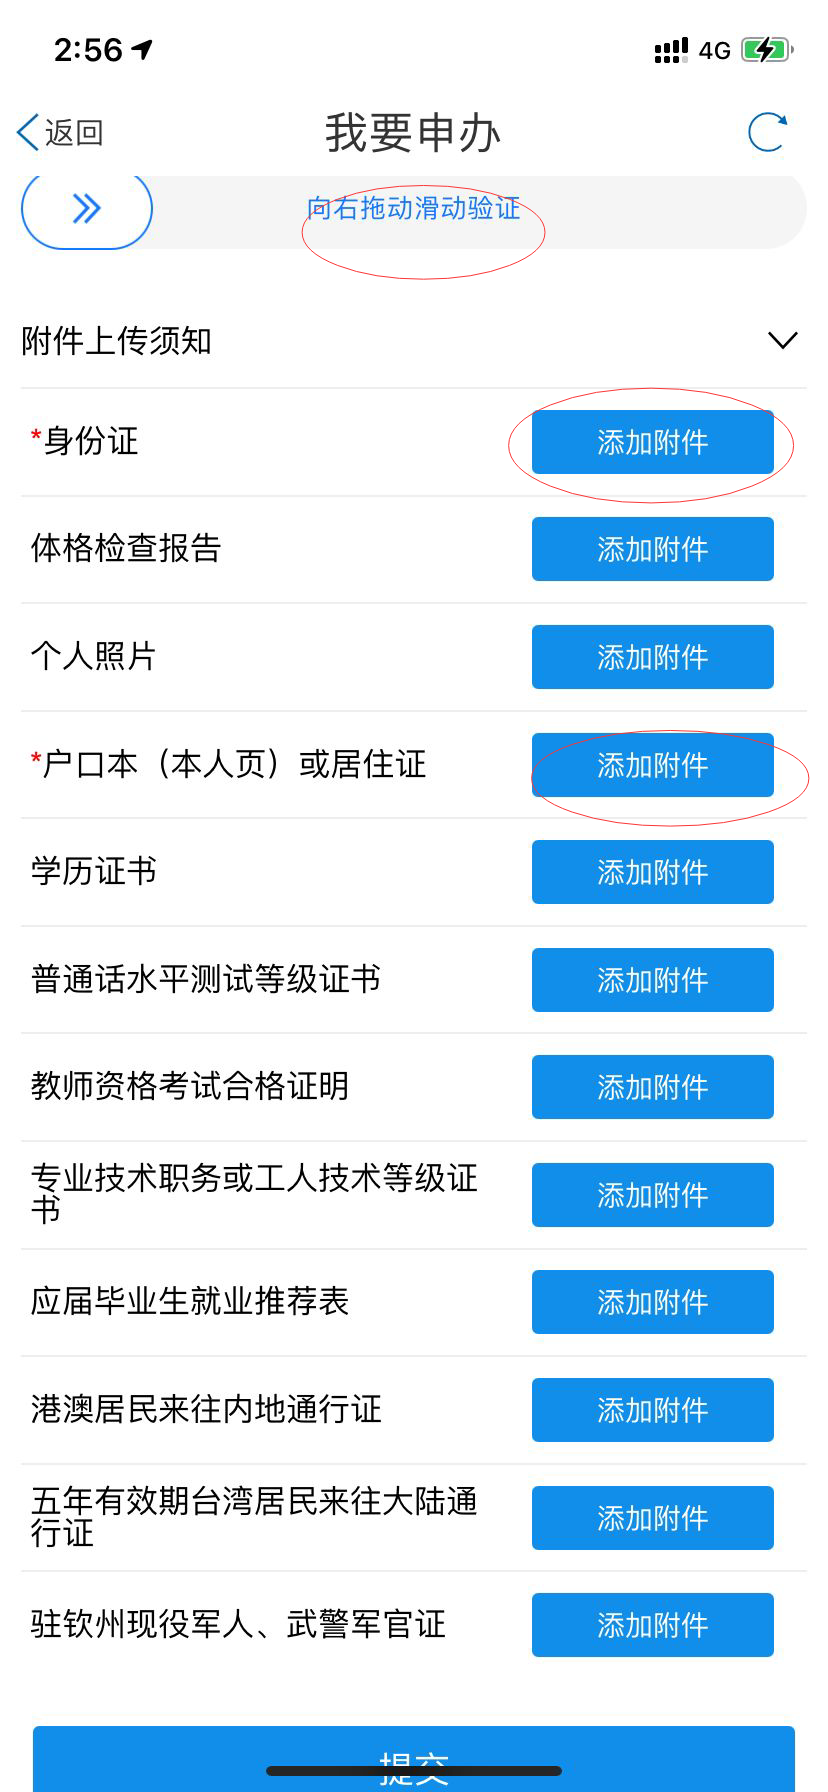 2:56
4G
返回
我要申办
向右拖动滑动验证
附件上传须知
*身份证
添加附件
体格检查报告
添加附件
个人照片
添加附件
*户口本（本人页）或居住证
添加附件
学历证书
添加附件
普通话水平测试等级证书
添加附件
教师资格考试合格证明
添加附件
专业技术职务或工人技术等级证
书
添加附件
应届毕业生就业推荐表
添加附件
港澳居民来往内地通行证
添加附件
五年有效期台湾居民来往大陆通
行证
添加附件
驻钦州现役军人、武警军官证
添加附件
提交